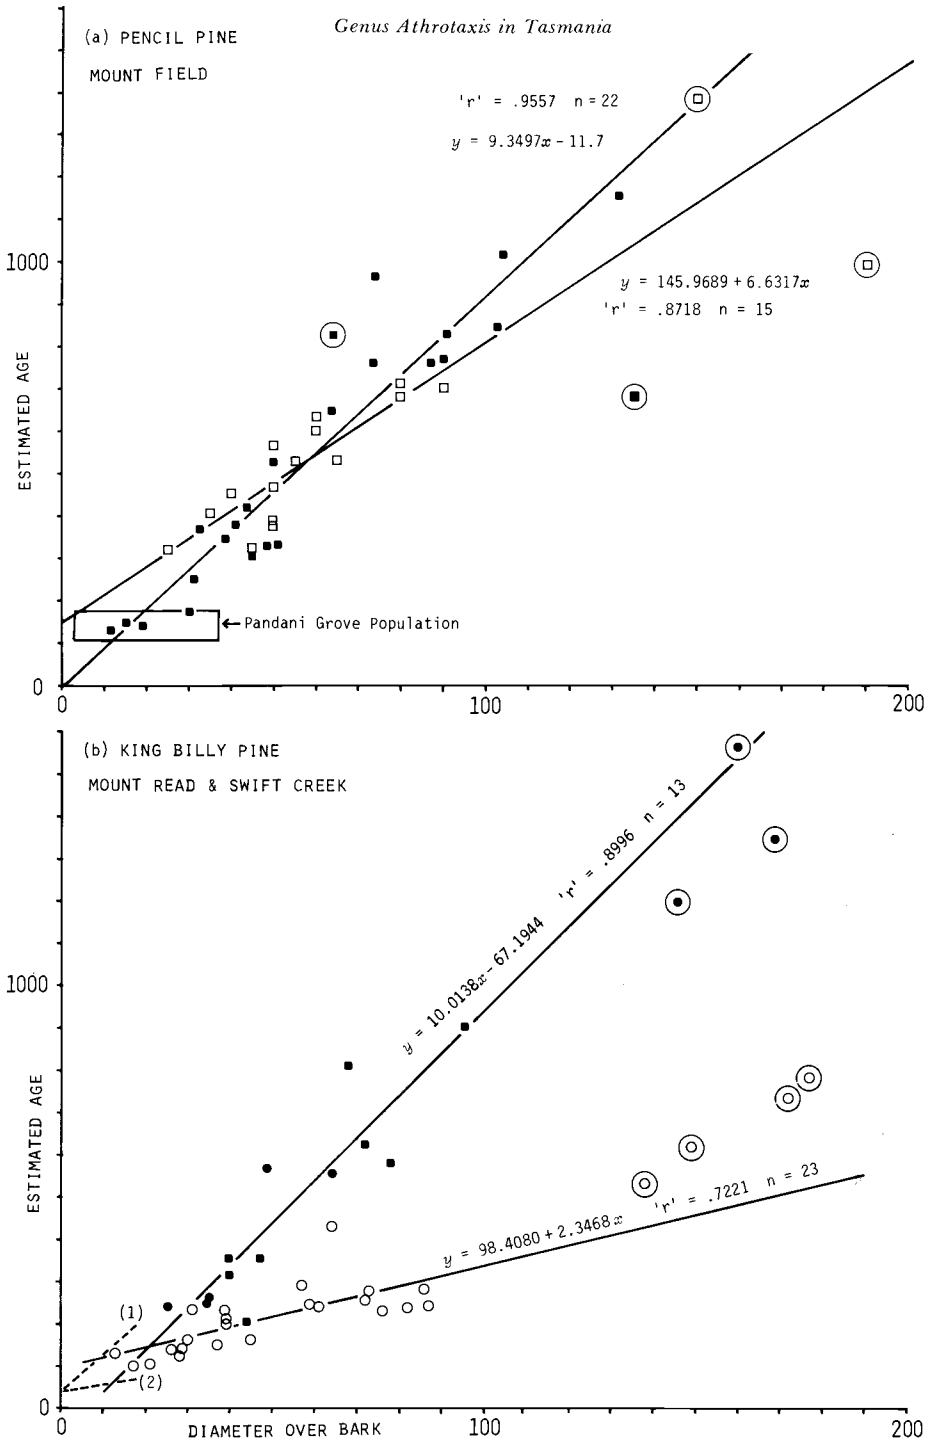 Genus Athrotaxis in Tasmania
(a) PENCIL PINE
MOUNT FIELD
'r' = .9557 n = 22
y = 9.3497x - 11.7
1000
y = 145.9689 + 6.6317x
'r' = .8718 n = 15
ESTIMATED AGE
←Pandani Grove Population
0
0 100 200
(b) KING BILLY PINE
MOUNT READ & SWIFT CREEK
y = 10.0138x - 67.1944 'r' = .8996 n = 13
1000
ESTIMATED AGE
y = 98.4080 + 2.3468x 'r' = .7221 n = 23
(1)
(2)
0
0 DIAMETER OVER BARK 100 200